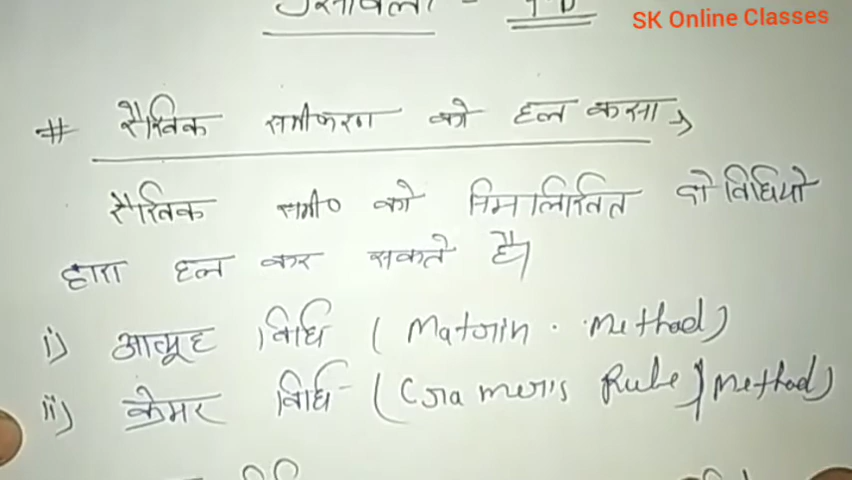 SK Online Classes
# रैखिक समीकरण को हल करना →
रैखिक समी० को निम्नलिखित दो विधियो
द्वारा हल कर सकते है।
i) आव्यूह विधि ( Matrix . Method)
ii) क्रेमर विधि (Cramer's Rule / Method)